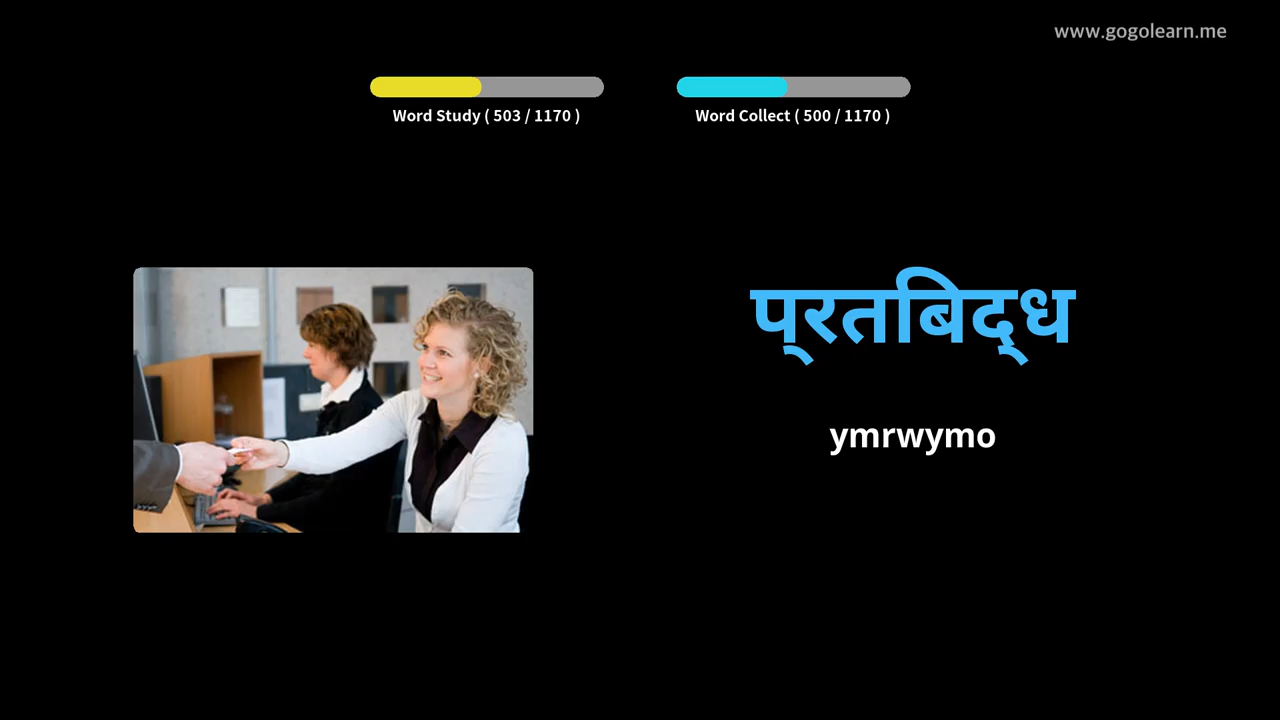 www.gogolearn.me
Word Study ( 503 / 1170 )
Word Collect ( 500 / 1170 )
प्रतबिद्ध
ymrwymo